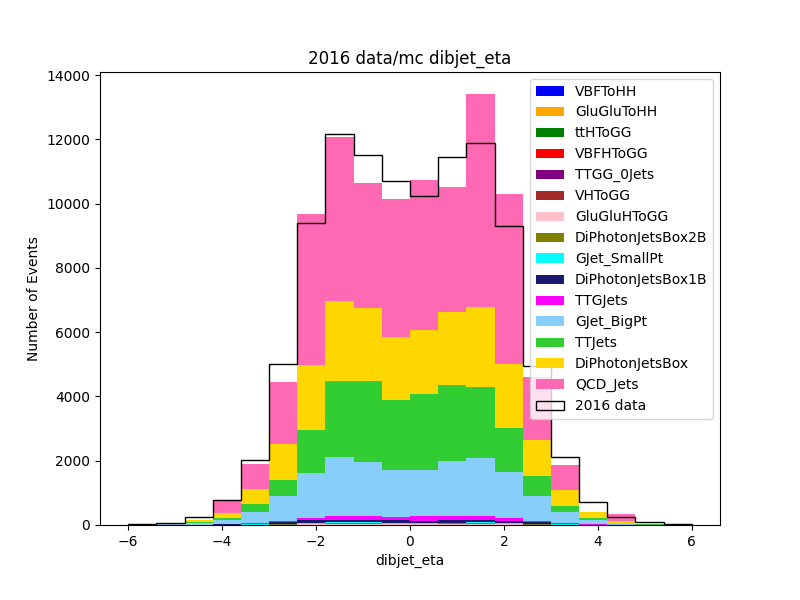 2016 data/mc dibjet_eta
14000
12000
10000
8000
6000
4000
2000
0
Number of Events
VBFToHH
GluGluToHH
ttHToGG
VBFHToGG
TTGG_0Jets
VHToGG
GluGluHToGG
DiPhotonJetsBox2B
GJet_SmallPt
DiPhotonJetsBox1B
TTGJets
GJet_BigPt
TTJets
DiPhotonJetsBox
QCD_Jets
2016 data
−6 −4 −2 0 2 4 6
dibjet_eta